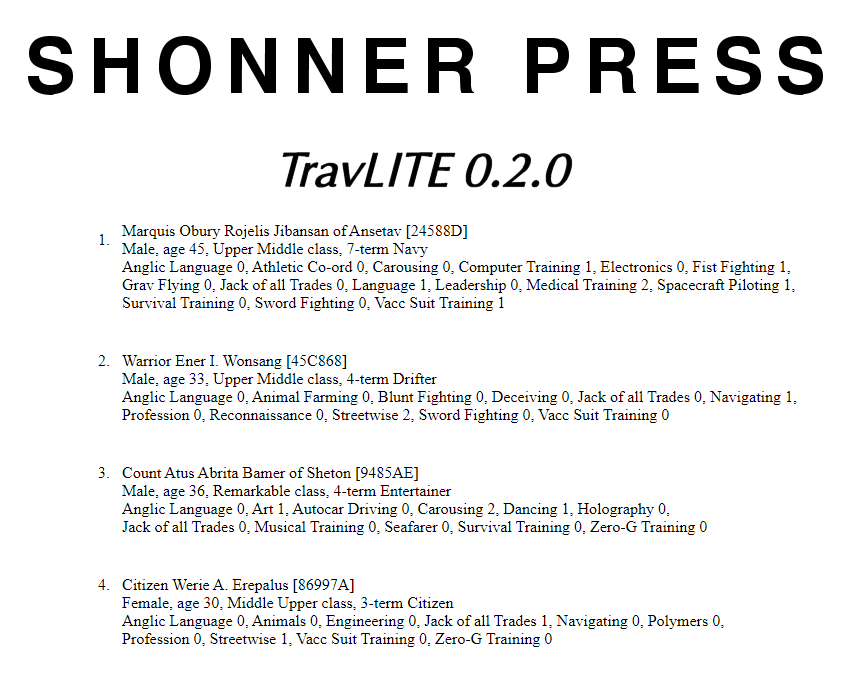 SHONNER PRESS
TravLITE 0.2.0
1. Marquis Obury Rojelis Jibansan of Ansetav [24588D]
Male, age 45, Upper Middle class, 7-term Navy
Anglic Language 0, Athletic Co-ord 0, Carousing 0, Computer Training 1, Electronics 0, Fist Fighting 1,
Grav Flying 0, Jack of all Trades 0, Language 1, Leadership 0, Medical Training 2, Spacecraft Piloting 1,
Survival Training 0, Sword Fighting 0, Vacc Suit Training 1
2. Warrior Ener I. Wonsang [45C868]
Male, age 33, Upper Middle class, 4-term Drifter
Anglic Language 0, Animal Farming 0, Blunt Fighting 0, Deceiving 0, Jack of all Trades 0, Navigating 1,
Profession 0, Reconnaissance 0, Streetwise 2, Sword Fighting 0, Vacc Suit Training 0
3. Count Atus Abrita Bamer of Sheton [9485AE]
Male, age 36, Remarkable class, 4-term Entertainer
Anglic Language 0, Art 1, Autocar Driving 0, Carousing 2, Dancing 1, Holography 0,
Jack of all Trades 0, Musical Training 0, Seafarer 0, Survival Training 0, Zero-G Training 0
4. Citizen Werie A. Erepalus [86997A]
Female, age 30, Middle Upper class, 3-term Citizen
Anglic Language 0, Animals 0, Engineering 0, Jack of all Trades 1, Navigating 0, Polymers 0,
Profession 0, Streetwise 1, Vacc Suit Training 0, Zero-G Training 0